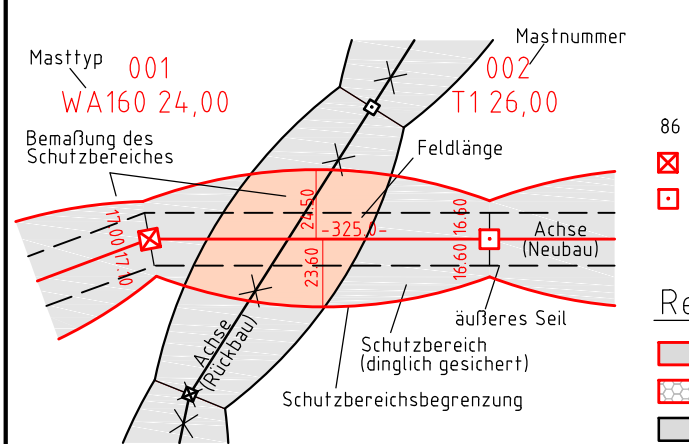 Masttyp
001
WA160 24,00
Mastnummer
002
T1 26,00
Bemaßung des
Schutzbereiches
Feldlänge
86
17.00
17.10
24.50
23.60
-325.0-
16.60
16.60
Achse
(Neubau)
äußeres Seil
Achse
(Rückbau)
Schutzbereich
(dinglich gesichert)
Schutzbereichsbegrenzung
Re